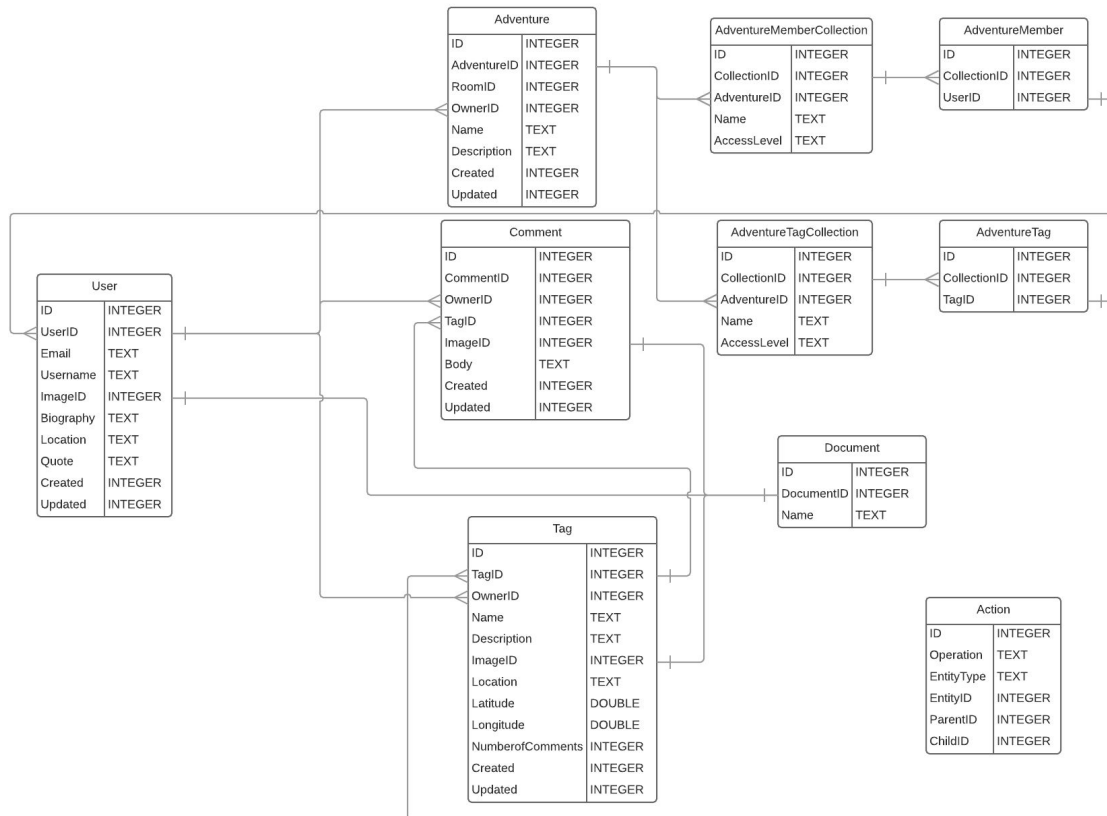 Adventure
ID INTEGER
AdventureID INTEGER
RoomID INTEGER
OwnerID INTEGER
Name TEXT
Description TEXT
Created INTEGER
Updated INTEGER
AdventureMemberCollection
ID INTEGER
CollectionID INTEGER
AdventureID INTEGER
Name TEXT
AccessLevel TEXT
AdventureMember
ID INTEGER
CollectionID INTEGER
UserID INTEGER
Comment
ID INTEGER
CommentID INTEGER
OwnerID INTEGER
TagID INTEGER
ImageID INTEGER
Body TEXT
Created INTEGER
Updated INTEGER
AdventureTagCollection
ID INTEGER
CollectionID INTEGER
AdventureID INTEGER
Name TEXT
AccessLevel TEXT
AdventureTag
ID INTEGER
CollectionID INTEGER
TagID INTEGER
User
ID INTEGER
UserID INTEGER
Email TEXT
Username TEXT
ImageID INTEGER
Biography TEXT
Location TEXT
Quote TEXT
Created INTEGER
Updated INTEGER
Document
ID INTEGER
DocumentID INTEGER
Name TEXT
Tag
ID INTEGER
TagID INTEGER
OwnerID INTEGER
Name TEXT
Description TEXT
ImageID INTEGER
Location TEXT
Latitude DOUBLE
Longitude DOUBLE
NumberofComments INTEGER
Created INTEGER
Updated INTEGER
Action
ID INTEGER
Operation TEXT
EntityType TEXT
EntityID INTEGER
ParentID INTEGER
ChildID INTEGER